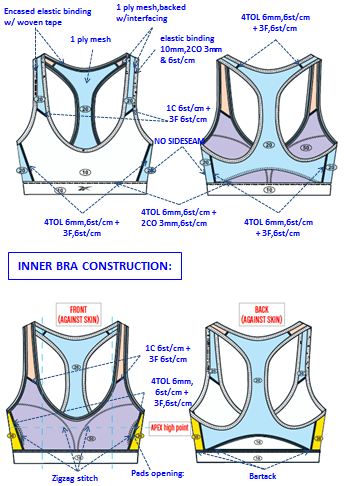 Encased elastic binding
w/ woven tape
1 ply mesh,backed
w/interfacing
1 ply mesh
elastic binding
10mm,2CO 3mm
& 6st/cm
4TOL 6mm,6st/cm
+ 3F,6st/cm
1C 6st/cm +
3F 6st/cm
NO SIDESEAM
4TOL 6mm,6st/cm +
3F,6st/cm
4TOL 6mm,6st/cm +
2CO 3mm,6st/cm
4TOL 6mm,6st/cm
+ 3F,6st/cm
INNER BRA CONSTRUCTION:
FRONT
(AGAINST SKIN)
BACK
(AGAINST SKIN)
1C 6st/cm +
3F 6st/cm
4TOL 6mm,
6st/cm +
3F,6st/cm
APEX high point
Zigzag stitch
Pads opening:
Bartack